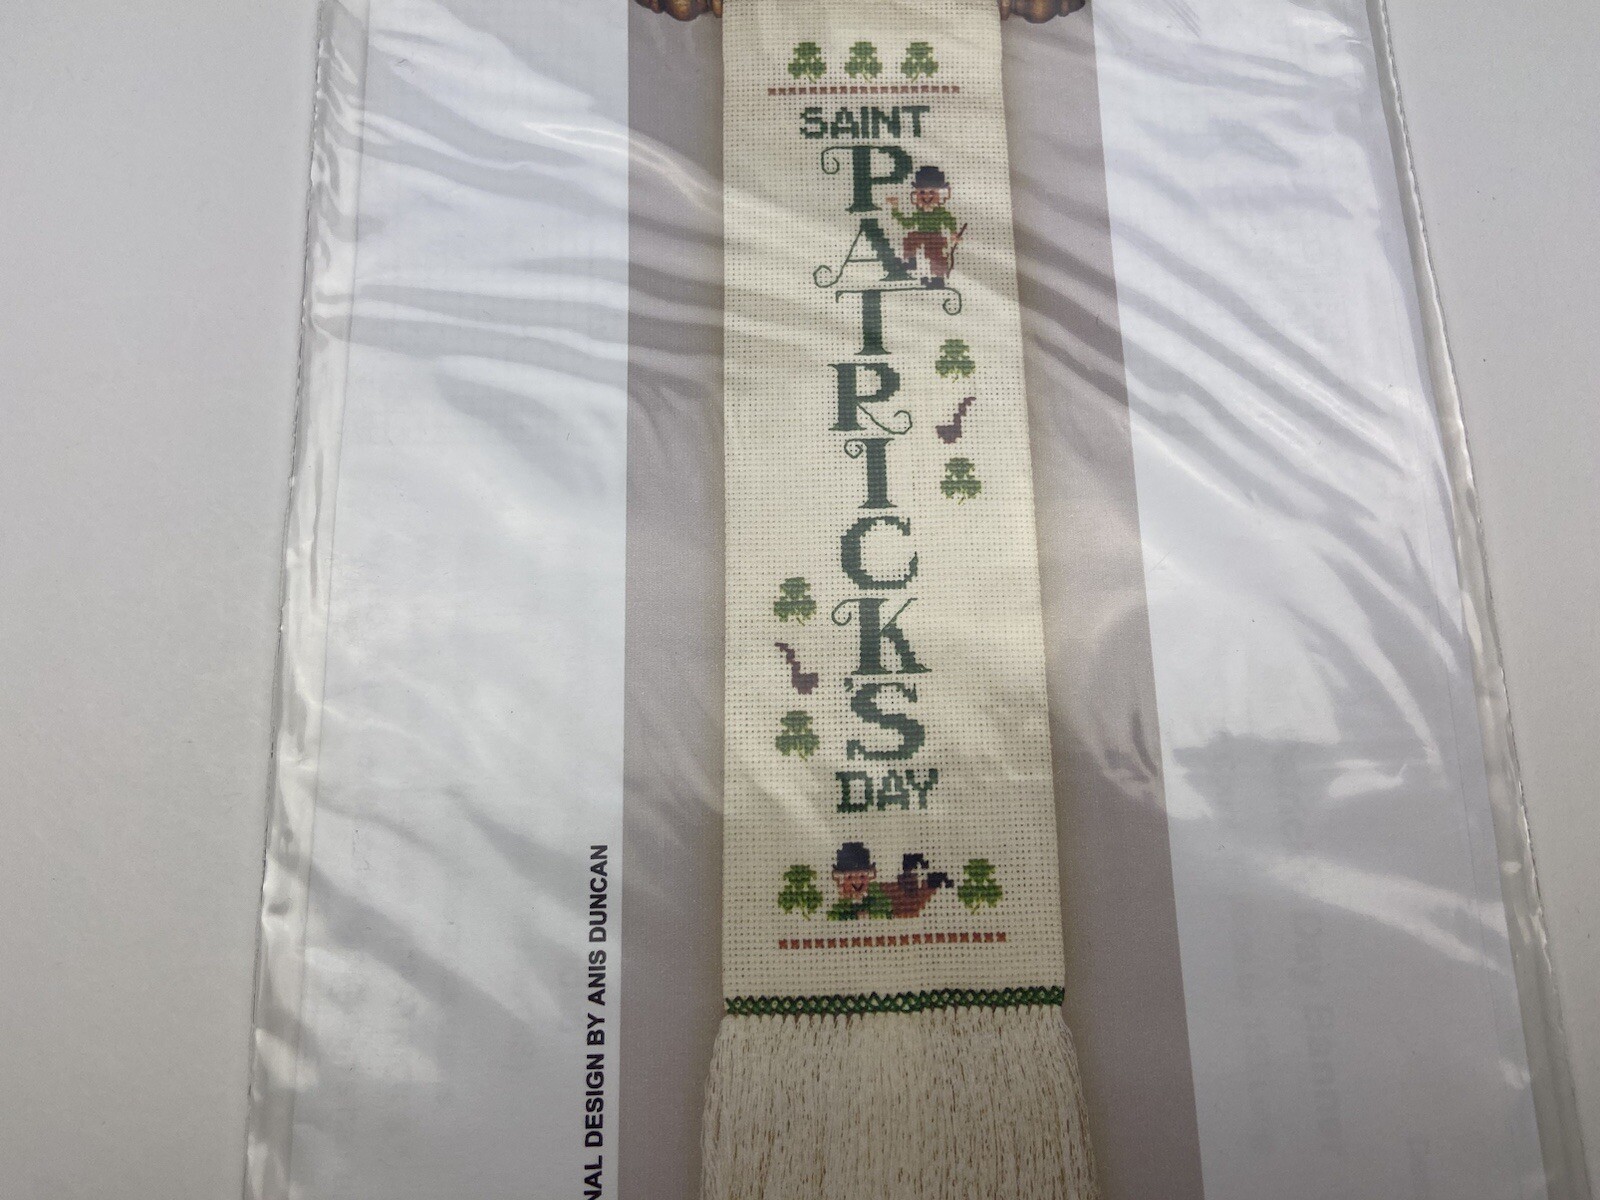 SAINT
PATRICK'S
DAY
NAL DESIGN BY ANIS DUNCAN